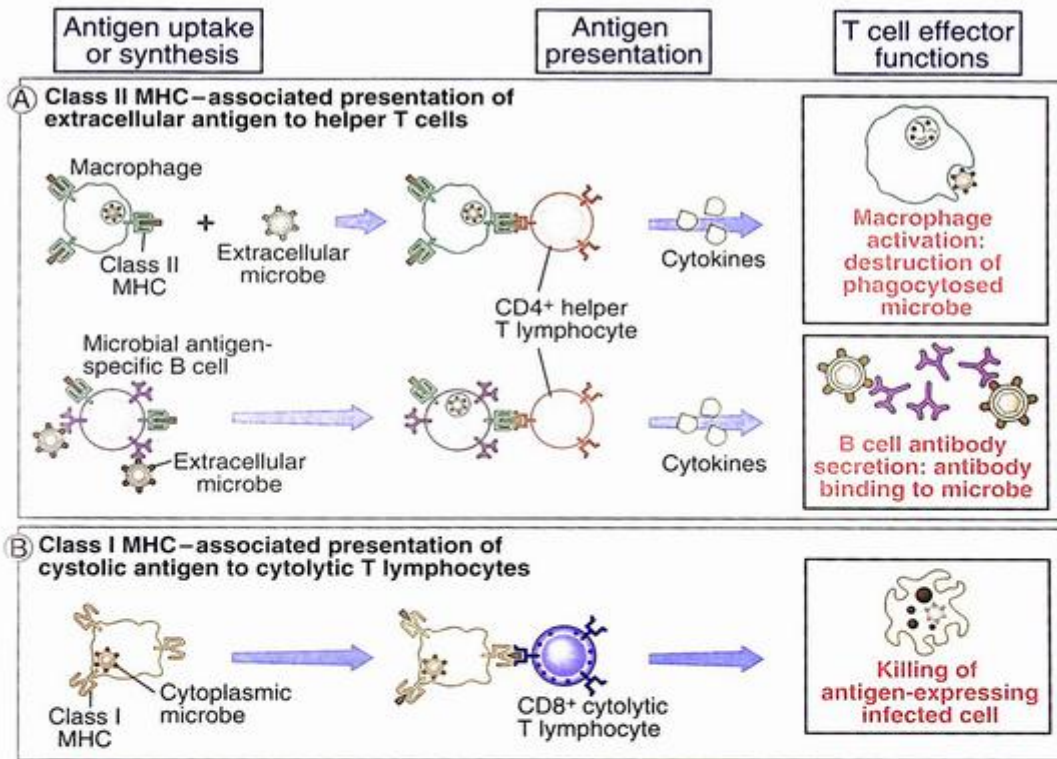 Antigen uptake
or synthesis
Antigen
presentation
T cell effector
functions
A Class II MHC–associated presentation of
extracellular antigen to helper T cells
Macrophage
+
Class II
MHC
Extracellular
microbe
CD4+ helper
T lymphocyte
Cytokines
Macrophage
activation:
destruction of
phagocytosed
microbe
Microbial antigen-
specific B cell
Extracellular
microbe
Cytokines
B cell antibody
secretion: antibody
binding to microbe
B Class I MHC–associated presentation of
cystolic antigen to cytolytic T lymphocytes
Class I
MHC
Cytoplasmic
microbe
CD8+ cytolytic
T lymphocyte
Killing of
antigen-expressing
infected cell